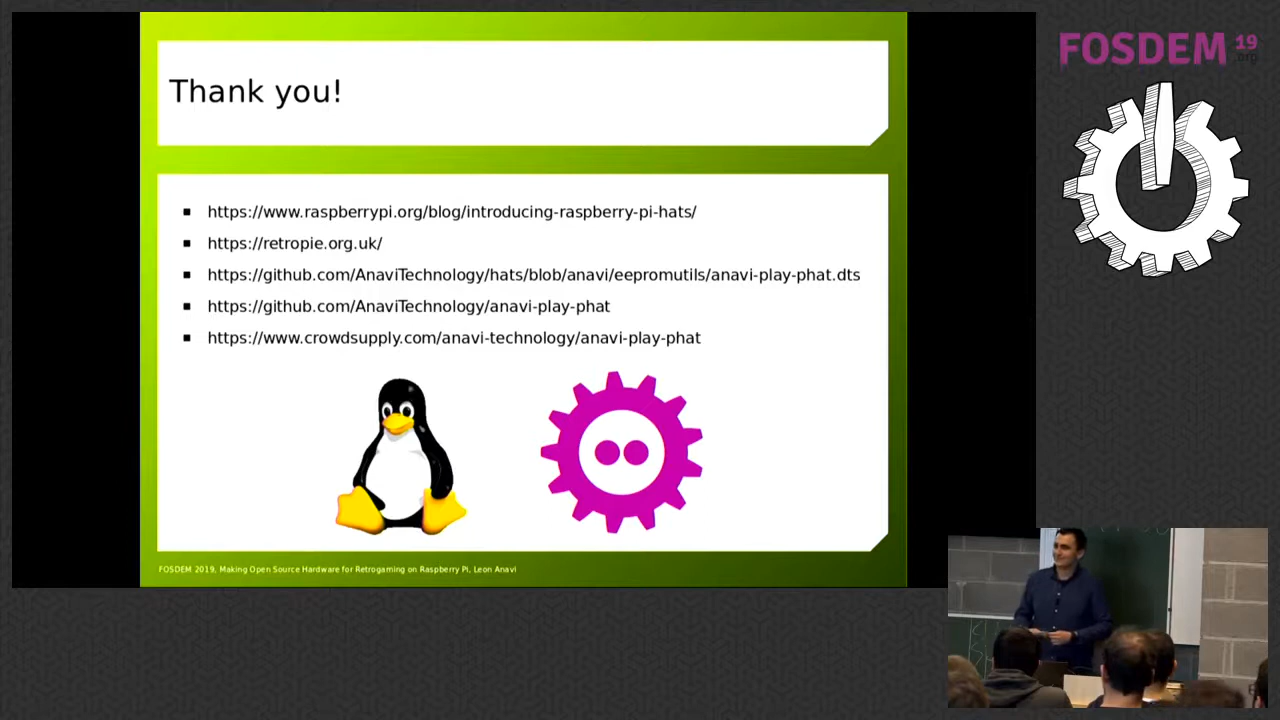 FOSDEM 19
.org
Thank you!
https://www.raspberrypi.org/blog/introducing-raspberry-pi-hats/
https://retropie.org.uk/
https://github.com/AnaviTechnology/hats/blob/anavi/eepromutils/anavi-play-phat.dts
https://github.com/AnaviTechnology/anavi-play-phat
https://www.crowdsupply.com/anavi-technology/anavi-play-phat
FOSDEM 2019, Making Open Source Hardware for Retrogaming on Raspberry Pi, Leon Anavi